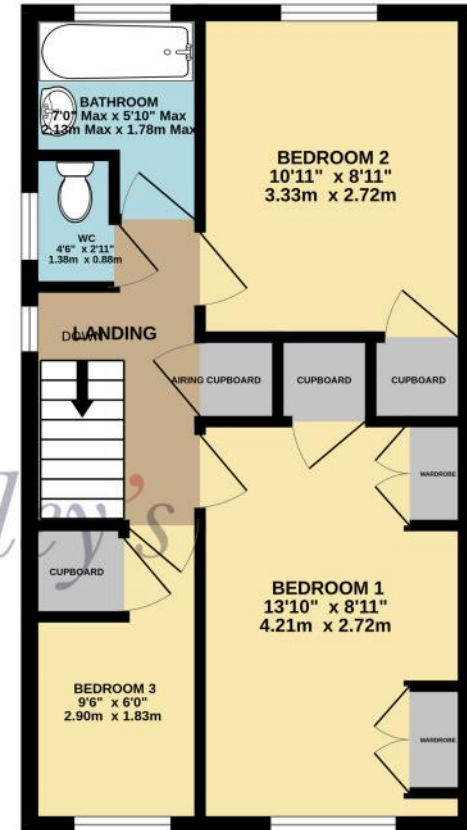 BATHROOM
7'0" Max x 5'10" Max
2.13m Max x 1.78m Max
BEDROOM 2
10'11" x 8'11"
3.33m x 2.72m
WC
4'6" x 2'11"
1.38m x 0.88m
DOWN
LANDING
AIRING CUPBOARD
CUPBOARD
CUPBOARD
WARDROBE
ley's
CUPBOARD
BEDROOM 1
13'10" x 8'11"
4.21m x 2.72m
BEDROOM 3
9'6" x 6'0"
2.90m x 1.83m
WARDROBE